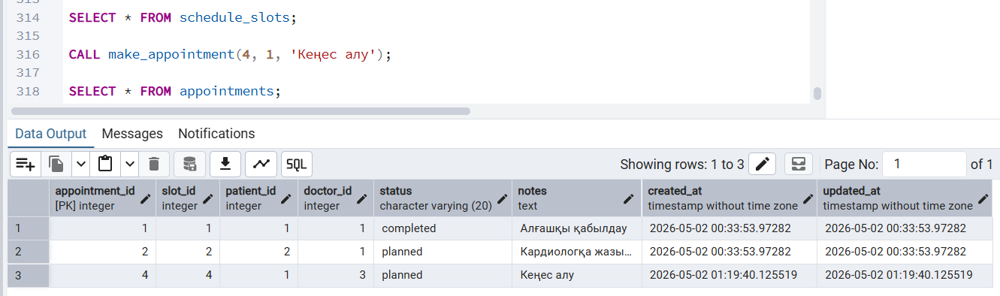 313
314 SELECT * FROM schedule_slots;
315
316 CALL make_appointment(4, 1, 'Кеңес алу');
317
318 SELECT * FROM appointments;
Data Output Messages Notifications
SQL Showing rows: 1 to 3 Page No: 1 of 1
appointment_id slot_id patient_id doctor_id status notes created_at updated_at
[PK] integer integer integer integer character varying (20) text timestamp without time zone timestamp without time zone
1 1 1 1 1 completed Алғашқы қабылдау 2026-05-02 00:33:53.97282 2026-05-02 00:33:53.97282
2 2 2 2 1 planned Кардиологқа жазы... 2026-05-02 00:33:53.97282 2026-05-02 00:33:53.97282
3 4 4 1 3 planned Кеңес алу 2026-05-02 01:19:40.125519 2026-05-02 01:19:40.125519